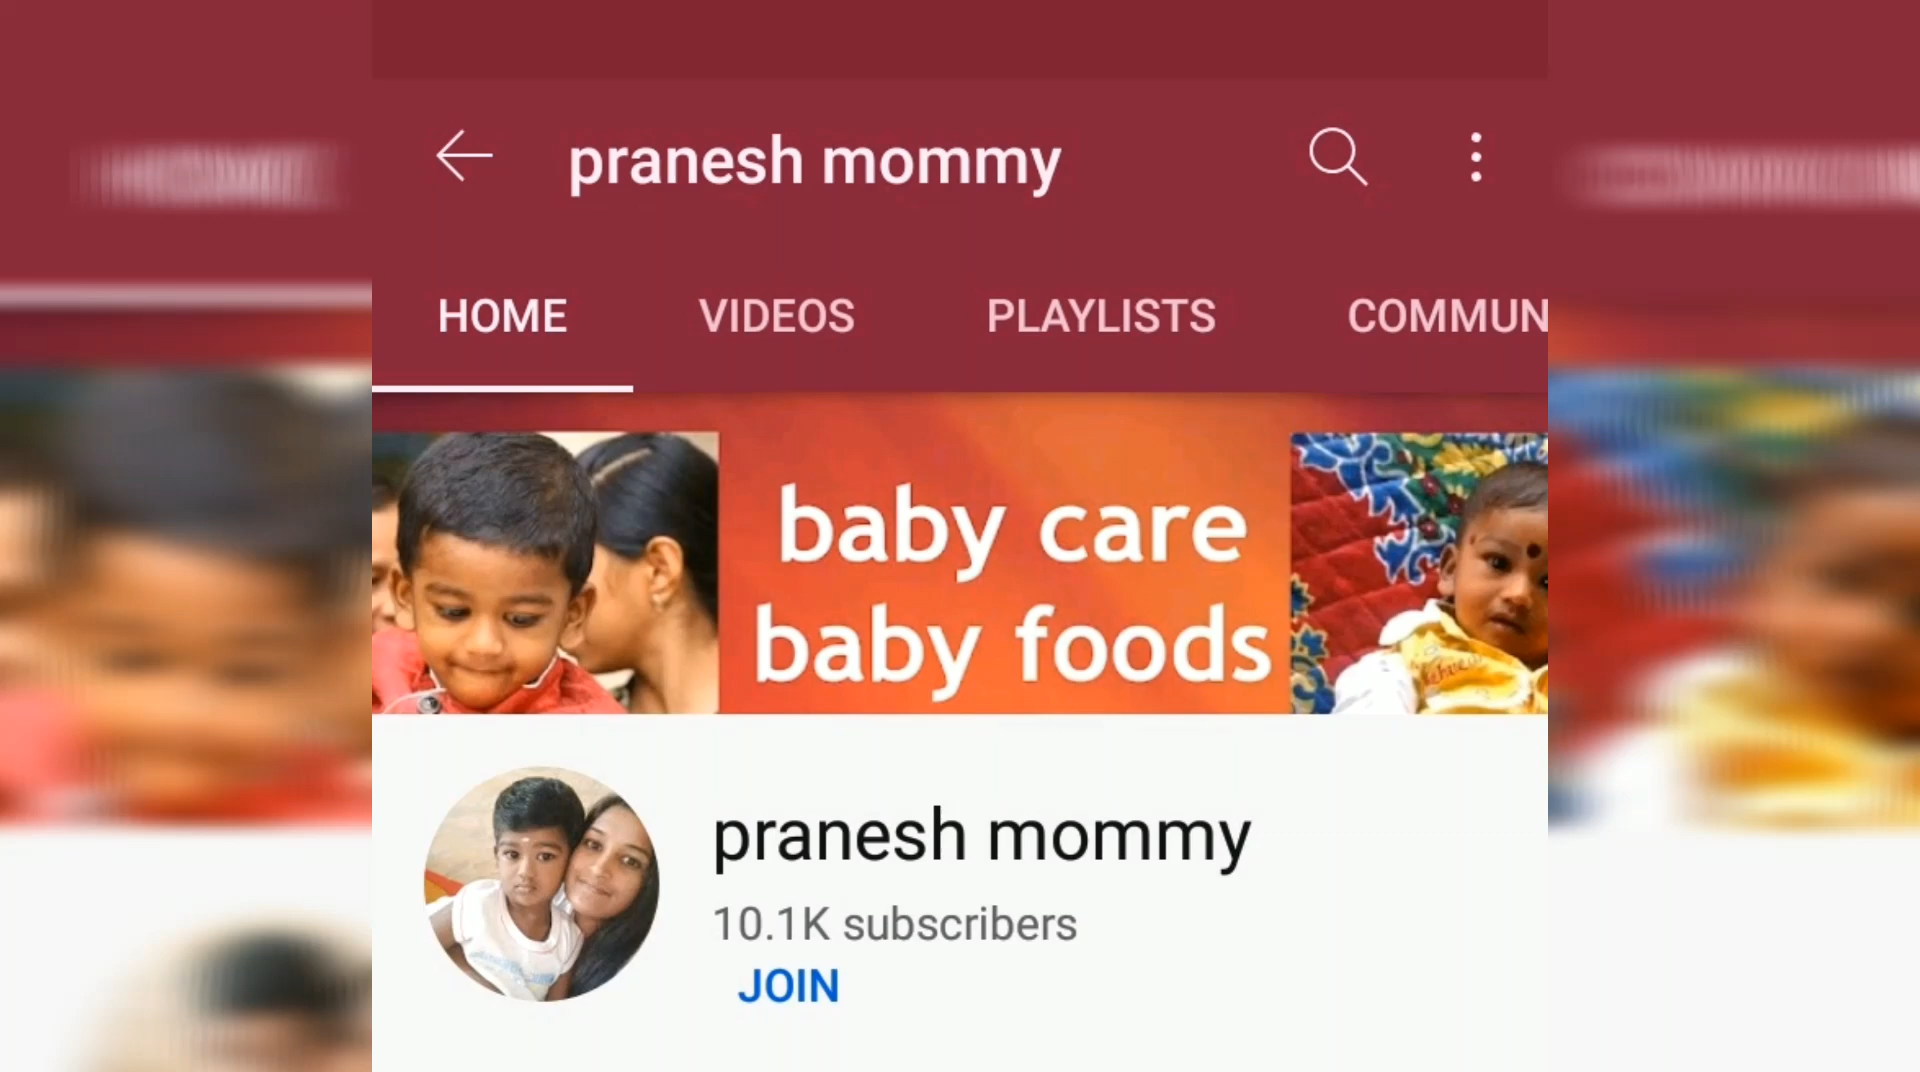 pranesh mommy
HOME VIDEOS PLAYLISTS COMMUN
baby care
baby foods
pranesh mommy
10.1K subscribers
JOIN